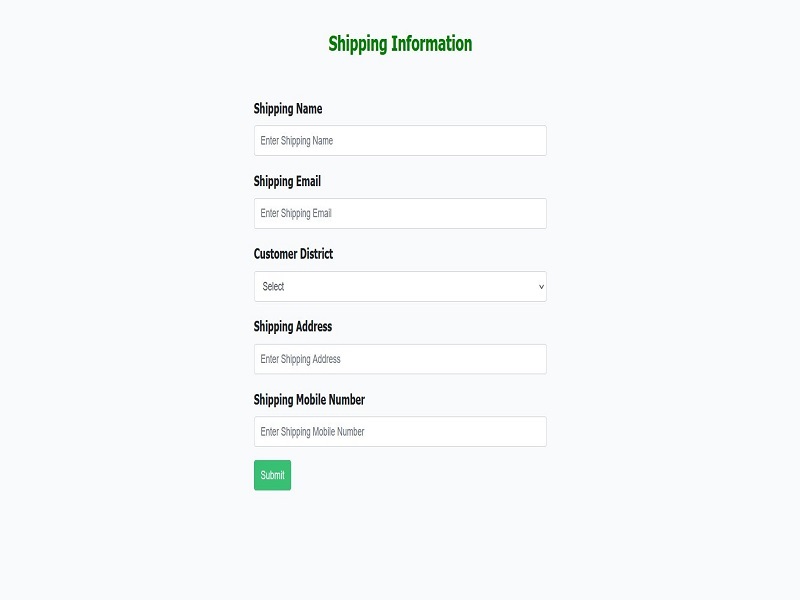 Shipping Information
Shipping Name
Enter Shipping Name
Shipping Email
Enter Shipping Email
Customer District
Select
Shipping Address
Enter Shipping Address
Shipping Mobile Number
Enter Shipping Mobile Number
Submit